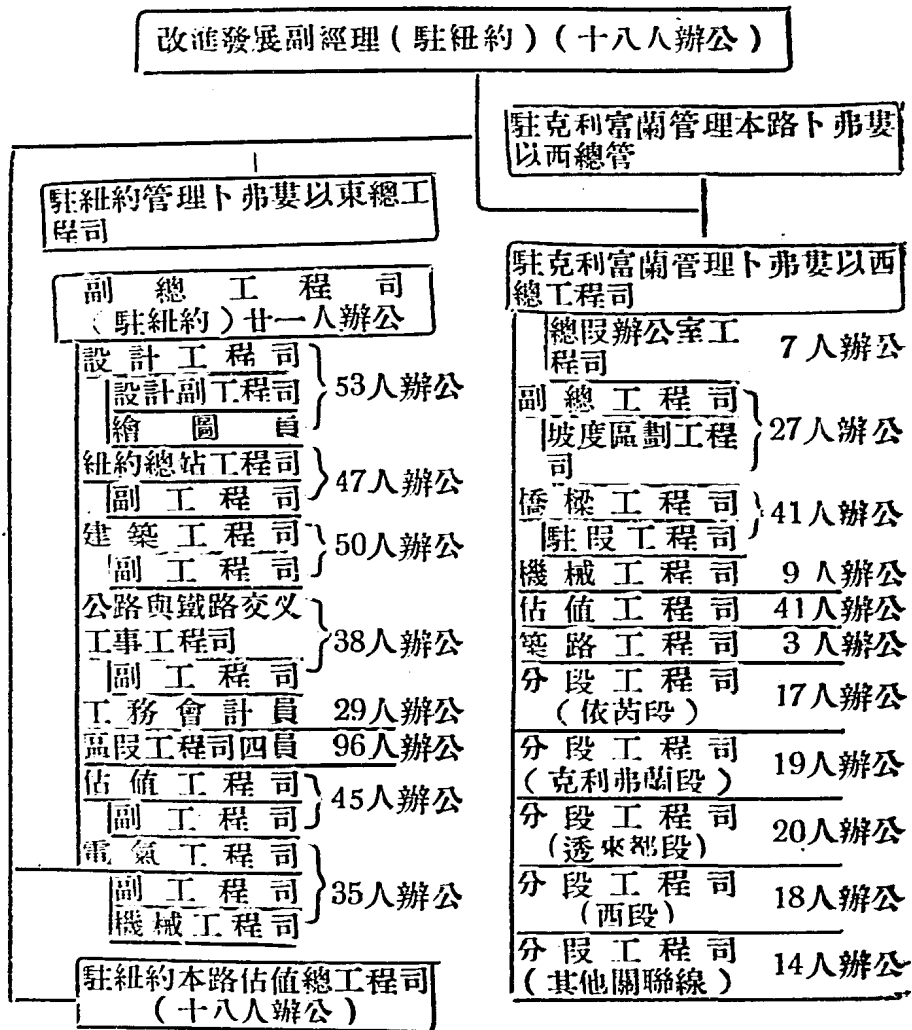 改進發展副經理(駐紐約)(十八人辦公)
駐紐約管理卜弗婁以東總工
程司
副總工程司
(駐紐約)廿一人辦公
設計工程司
設計副工程司
繪圖員
53人辦公
紐約總站工程司
副工程司
47人辦公
建築工程司
副工程司
50人辦公
公路與鐵路交义
工事工程司
副工程司
38人辦公
工務會計員 29人辦公
區段工程司四員 96人辦公
估值工程司
副工程司
45人辦公
電氣工程司
副工程司
機械工程司
35人辦公
駐紐約本路估值總工程司
(十八人辦公)
駐克利富蘭管理本路卜弗婁
以西總管
駐克利富蘭管理卜弗婁以西
總工程司
總段辦公室工
程司
7人辦公
副總工程司
坡度區劃工程
司
27人辦公
橋樑工程司
駐段工程司
41人辦公
機械工程司 9人辦公
估值工程司 41人辦公
築路工程司 3人辦公
分段工程司
(依芮段)
17人辦公
分段工程司
(克利弗蘭段)
19人辦公
分段工程司
(透來都段)
20人辦公
分段工程司
(西段)
18人辦公
分段工程司
(其他關聯線)
14人辦公